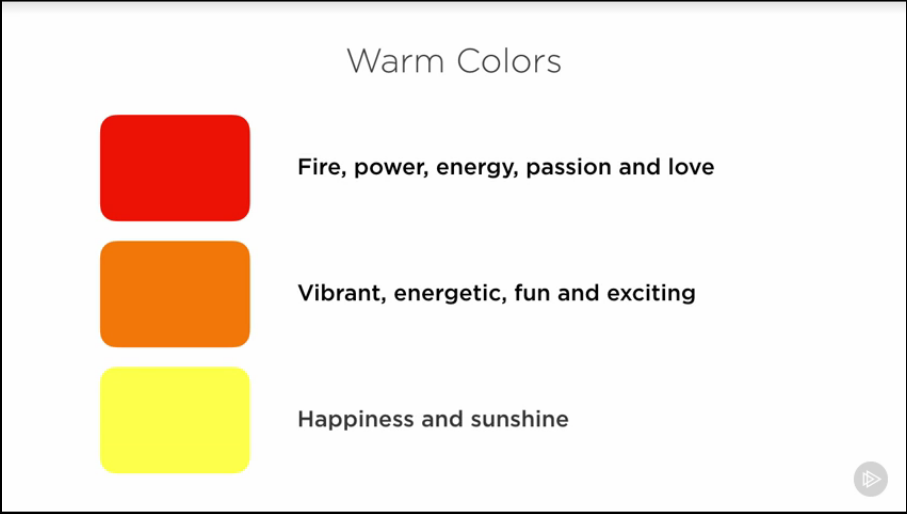 Warm Colors
Fire, power, energy, passion and love
Vibrant, energetic, fun and exciting
Happiness and sunshine